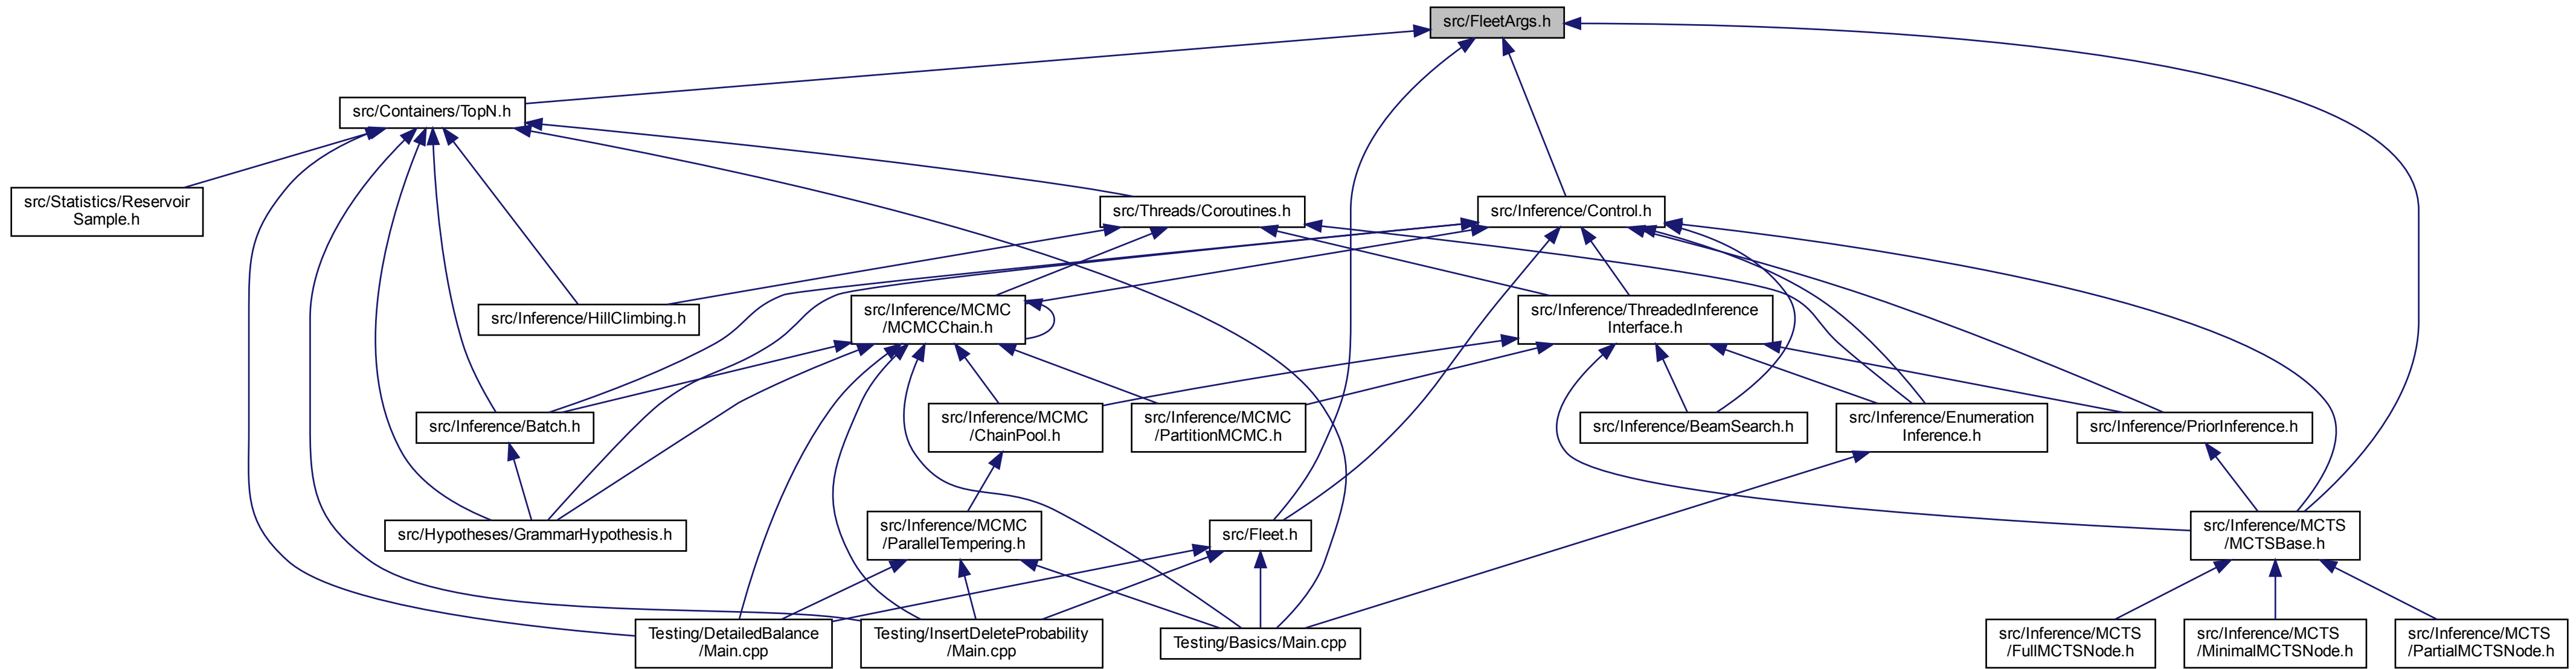 src/FleetArgs.h
src/Containers/TopN.h
src/Statistics/Reservoir
Sample.h
src/Threads/Coroutines.h
src/Inference/Control.h
src/Inference/HillClimbing.h
src/Inference/MCMC
/MCMCChain.h
src/Inference/ThreadedInference
Interface.h
src/Inference/Batch.h
src/Inference/MCMC
/ChainPool.h
src/Inference/MCMC
/PartitionMCMC.h
src/Inference/BeamSearch.h
src/Inference/Enumeration
Inference.h
src/Inference/PriorInference.h
src/Hypotheses/GrammarHypothesis.h
src/Inference/MCMC
/ParallelTempering.h
src/Fleet.h
src/Inference/MCTS
/MCTSBase.h
Testing/DetailedBalance
/Main.cpp
Testing/InsertDeleteProbability
/Main.cpp
Testing/Basics/Main.cpp
src/Inference/MCTS
/FullMCTSNode.h
src/Inference/MCTS
/MinimalMCTSNode.h
src/Inference/MCTS
/PartialMCTSNode.h